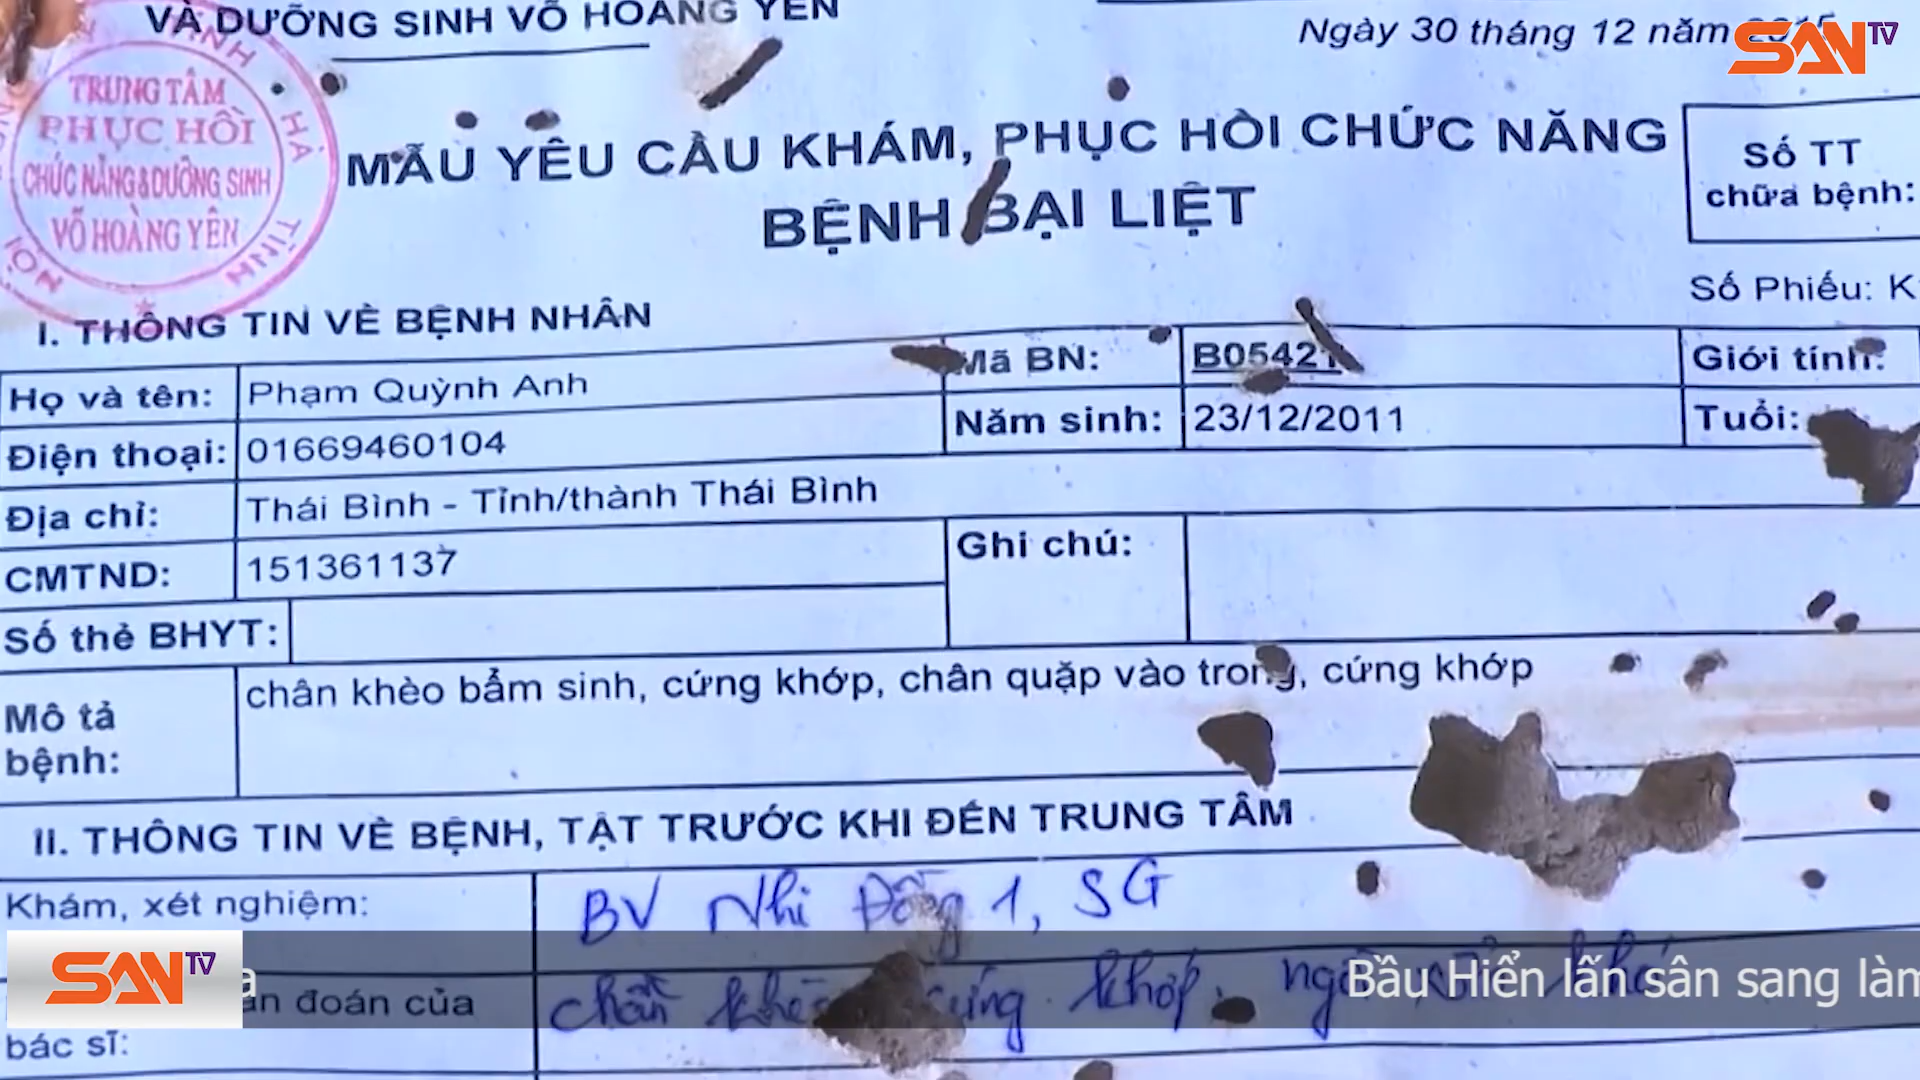 VÀ DƯỠNG SINH VÕ HOÀNG YÊN
Ngày 30 tháng 12 năm
SAN TV
TRUNG TÂM
PHỤC HỒI
CHỨC NĂNG & DƯỠNG SINH
VÕ HOÀNG YÊN
MẪU YÊU CẦU KHÁM, PHỤC HỒI CHỨC NĂNG
BỆNH BẠI LIỆT
Số TT
chữa bệnh:
Số Phiếu: K
I. THÔNG TIN VỀ BỆNH NHÂN
Họ và tên: Phạm Quỳnh Anh Mã BN: B0542 Giới tính:
Điện thoại: 01669460104 Năm sinh: 23/12/2011 Tuổi:
Địa chỉ: Thái Bình - Tỉnh/thành Thái Bình
CMTND: 151361137 Ghi chú:
Số thẻ BHYT:
Mô tả bệnh: chân khèo bẩm sinh, cứng khớp, chân quặp vào trong, cứng khớp
II. THÔNG TIN VỀ BỆNH, TẬT TRƯỚC KHI ĐẾN TRUNG TÂM
Khám, xét nghiệm: BV Nhi Đồng 1, SG
đoán của chân cứng khớp.
bác sĩ:
SAN TV
Bầu Hiển lấn sân sang làm